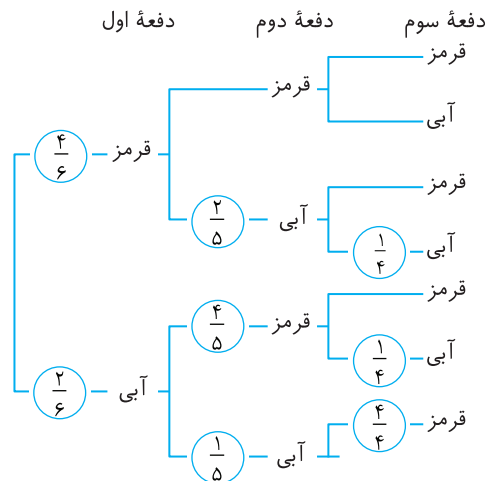 دفعهٔ اول دفعهٔ دوم دفعهٔ سوم
قرمز
قرمز
آبی
۴/۶ قرمز
قرمز
۲/۵ آبی
۱/۴ آبی
قرمز
۴/۵ قرمز
۱/۴ آبی
۲/۶ آبی
۴/۴ قرمز
۱/۵ آبی